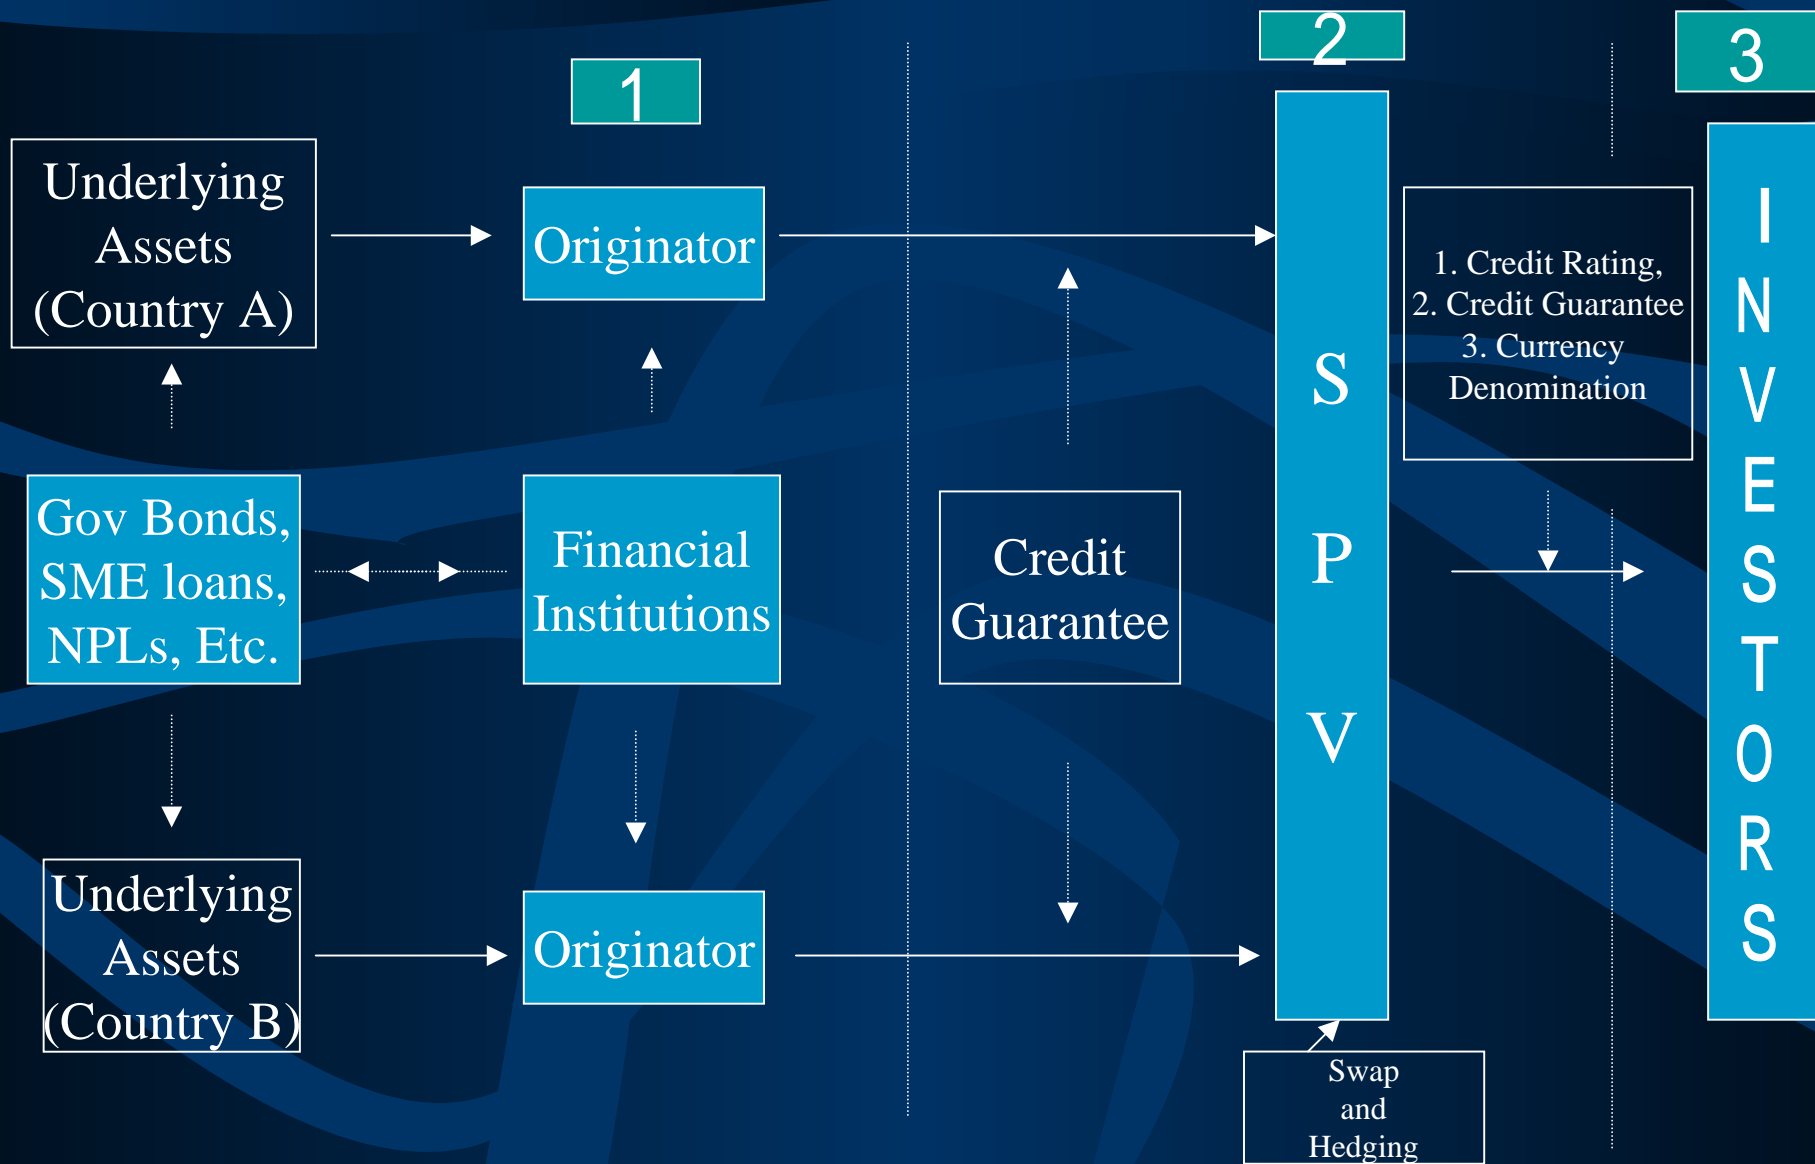 1
2
3
Underlying
Assets
(Country A)
Originator
1. Credit Rating,
2. Credit Guarantee
3. Currency
Denomination
Gov Bonds,
SME loans,
NPLs, Etc.
Financial
Institutions
Credit
Guarantee
S
P
V
I
N
V
E
S
T
O
R
S
Underlying
Assets
(Country B)
Originator
Swap
and
Hedging